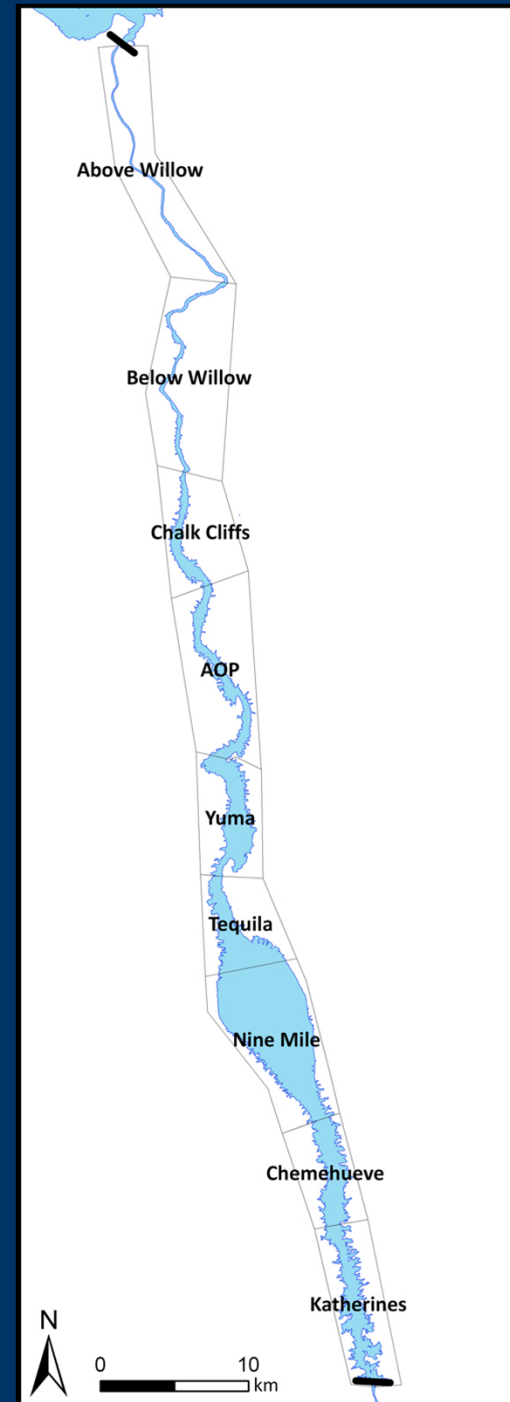 Above Willow
Below Willow
Chalk Cliffs
AOP
Yuma
Tequila
Nine Mile
Chemehueve
Katherines
N
0 10
km